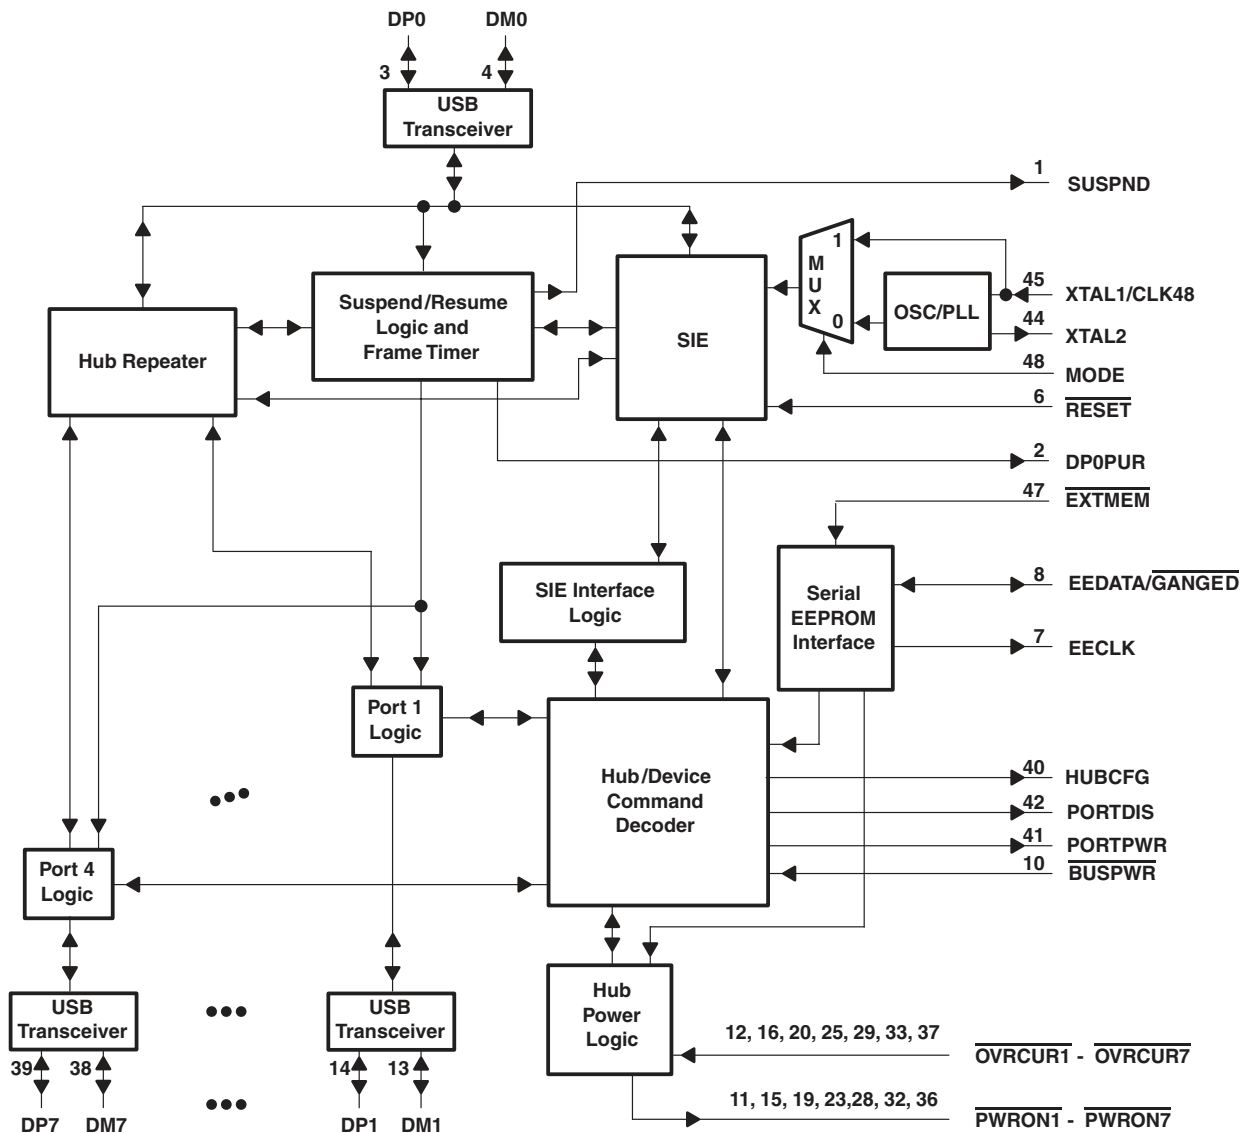 DP0 DM0
3 4
USB
Transceiver
1 SUSPND
Suspend/Resume
Logic and
Frame Timer
Hub Repeater
SIE
MUX
1
0
OSC/PLL
45 XTAL1/CLK48
44 XTAL2
48 MODE
6 RESET
2 DP0PUR
47 EXTMEM
SIE Interface
Logic
Serial
EEPROM
Interface
8 EEDATA/GANGED
7 EECLK
Port 1
Logic
Hub/Device
Command
Decoder
40 HUBCFG
42 PORTDIS
41 PORTPWR
10 BUSPWR
Port 4
Logic
USB
Transceiver
USB
Transceiver
Hub
Power
Logic
12, 16, 20, 25, 29, 33, 37
OVRCUR1 - OVRCUR7
11, 15, 19, 23,28, 32, 36
PWRON1 - PWRON7
39 38 14 13
DP7 DM7 DP1 DM1